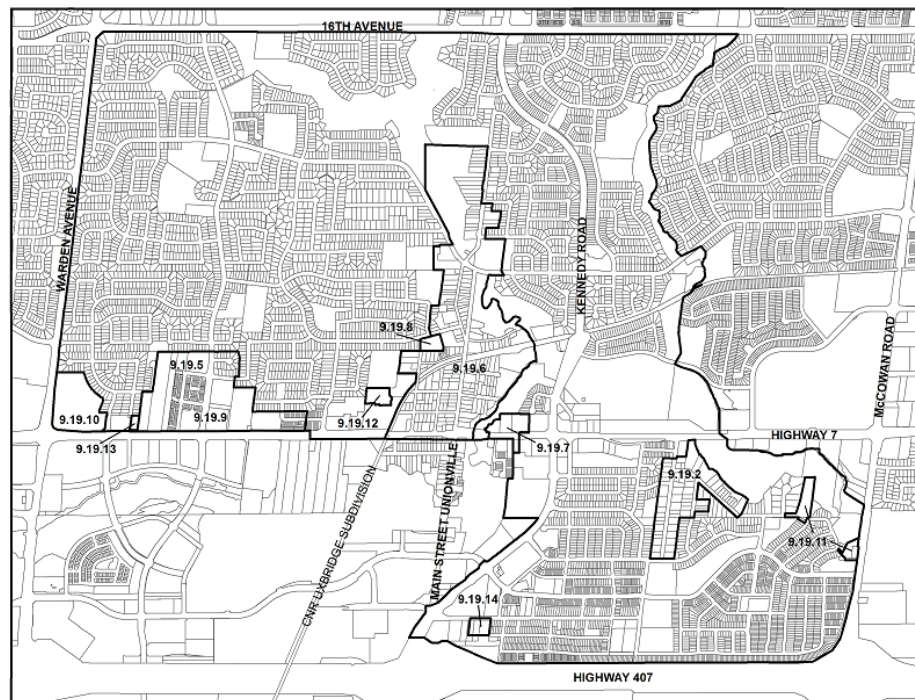 16TH AVENUE
WARDEN AVENUE
KENNEDY ROAD
McCOWAN ROAD
9.19.8
9.19.5
9.19.6
9.19.10
9.19.9
9.19.12
9.19.13
9.19.7
HIGHWAY 7
9.19.2
CNR UXBRIDGE SUBDIVISION
MAIN STREET UNIONVILLE
9.19.11
9.19.14
HIGHWAY 407